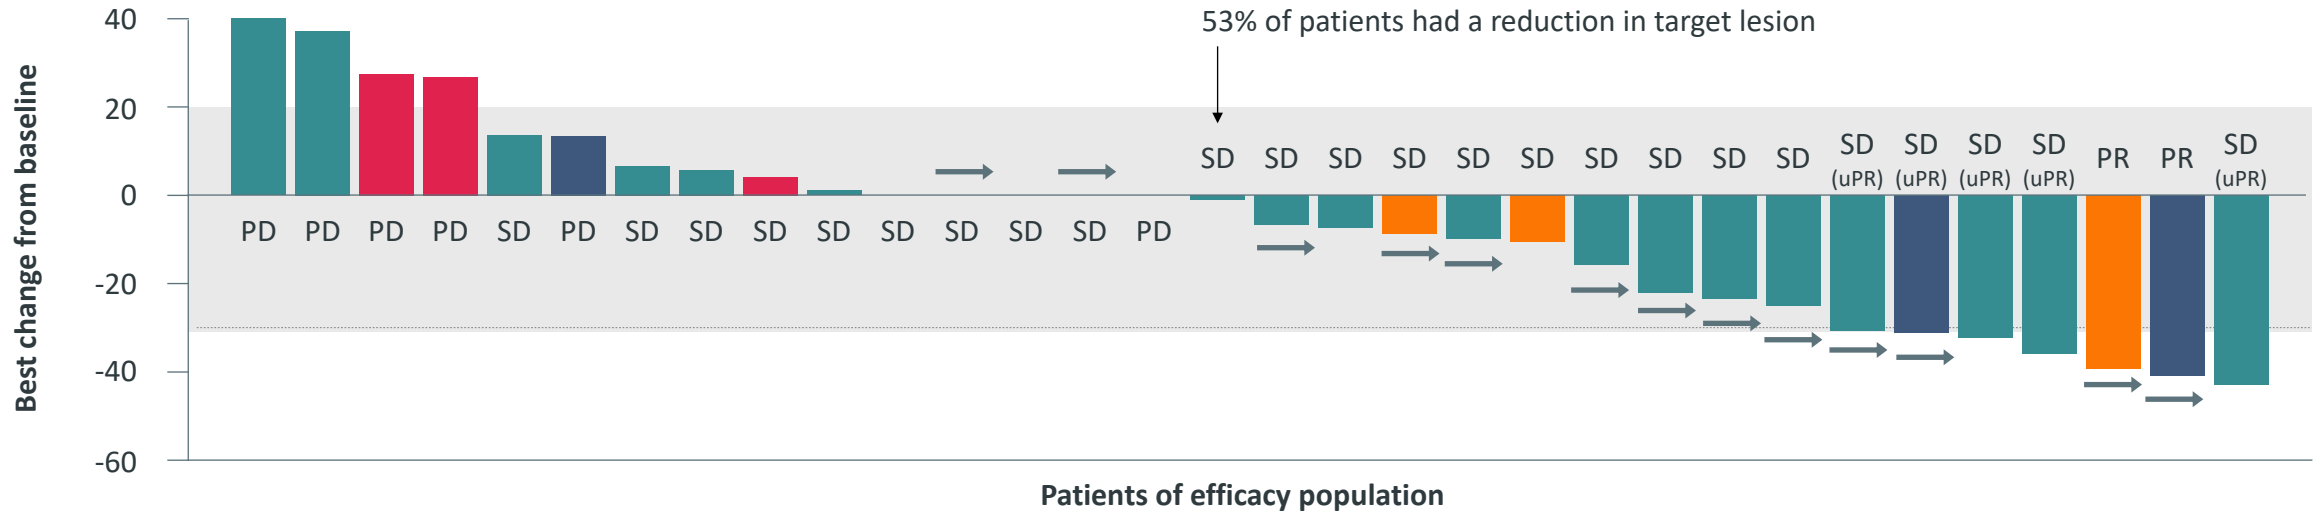 53% of patients had a reduction in target lesion
Best change from baseline
40
20
0
-20
-40
-60
SD SD SD SD SD SD SD SD SD SD SD SD SD SD PR PR SD
(uPR) (uPR) (uPR) (uPR) (uPR)
PD PD PD PD SD PD SD SD SD SD SD SD SD SD PD
Patients of efficacy population